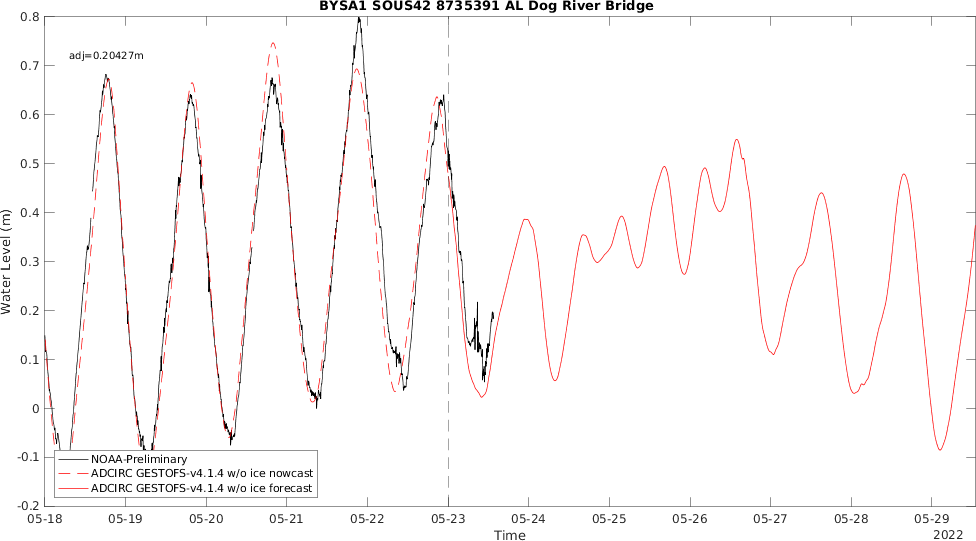 BYSA1 SOUS42 8735391 AL Dog River Bridge
adj=0.20427m
Water Level (m)
0.8
0.7
0.6
0.5
0.4
0.3
0.2
0.1
0
-0.1
-0.2
NOAA-Preliminary
ADCIRC GESTOFS-v4.1.4 w/o ice nowcast
ADCIRC GESTOFS-v4.1.4 w/o ice forecast
05-18 05-19 05-20 05-21 05-22 05-23 05-24 05-25 05-26 05-27 05-28 05-29
Time
2022